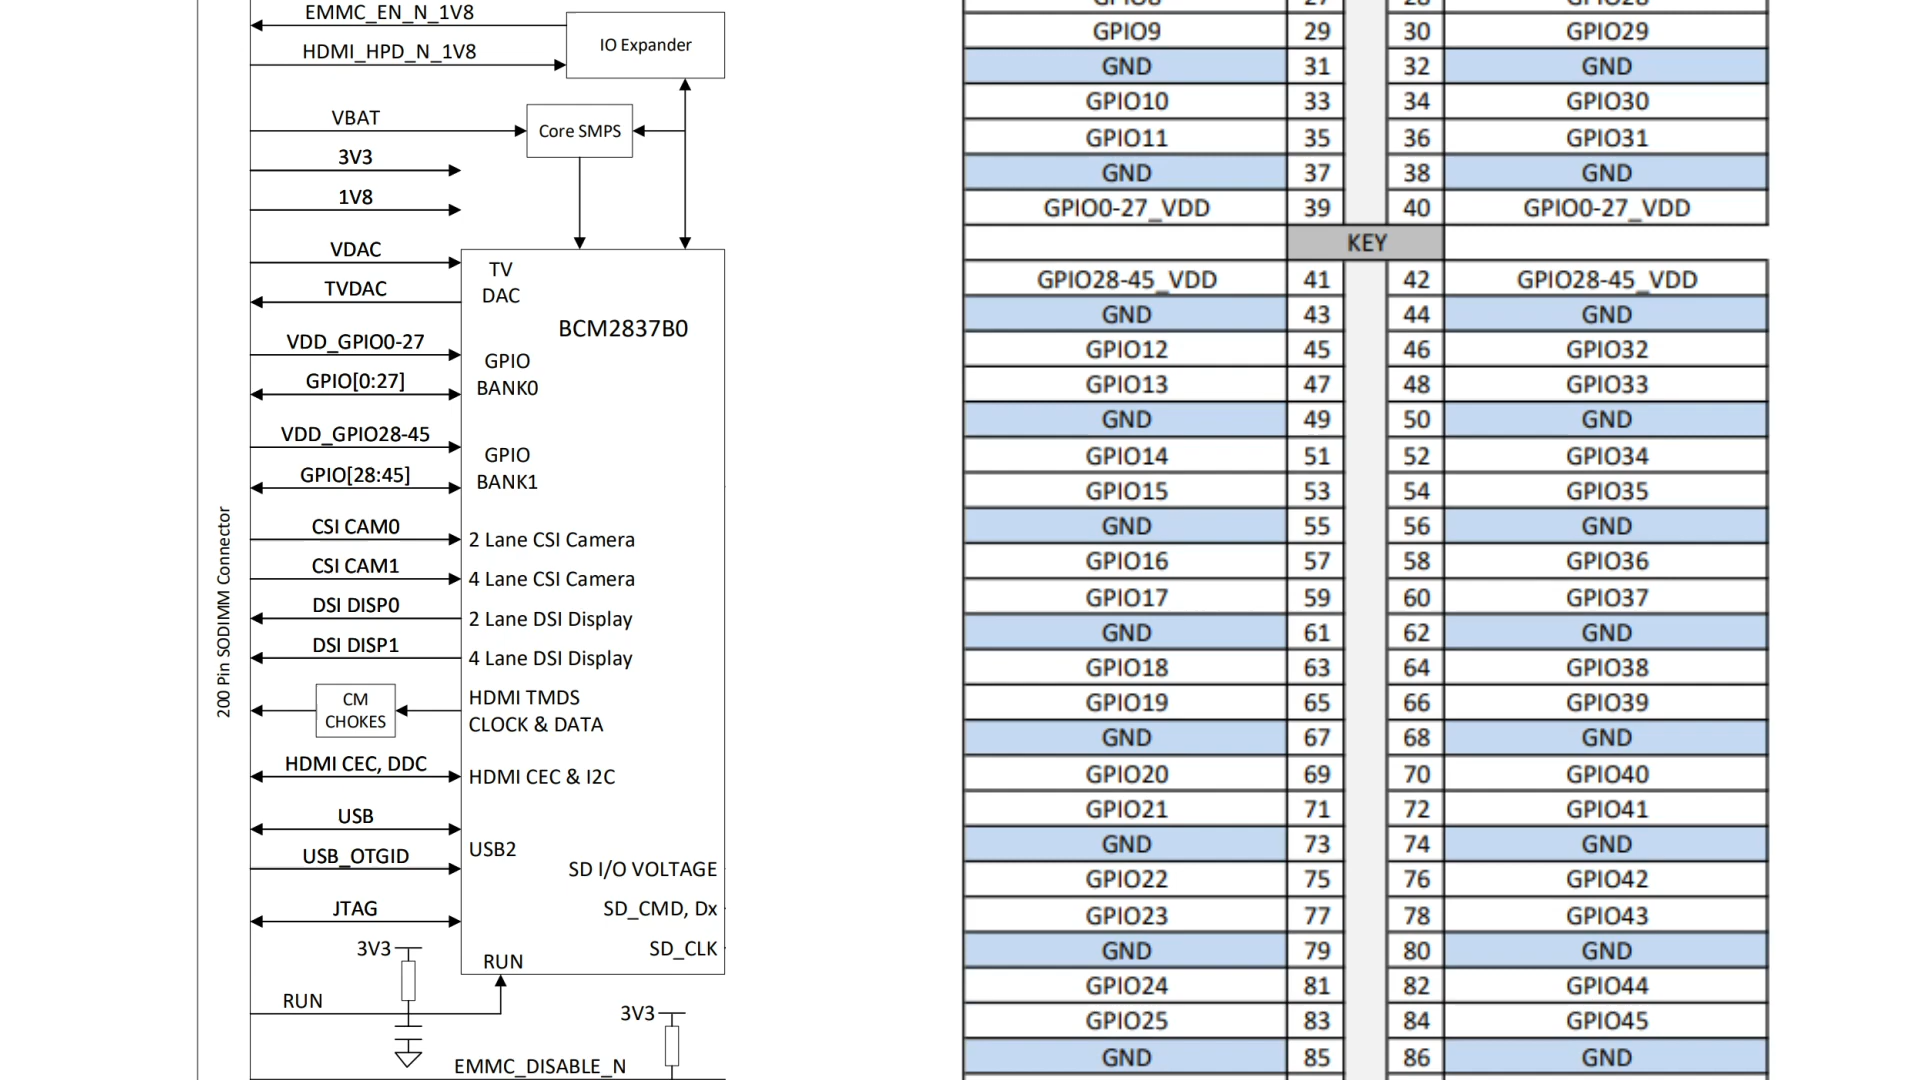 EMMC_EN_N_1V8
IO Expander
HDMI_HPD_N_1V8
VBAT
Core SMPS
3V3
1V8
VDAC
TV
DAC
TVDAC
BCM2837B0
VDD_GPIO0-27
GPIO
BANK0
GPIO[0:27]
VDD_GPIO28-45
GPIO
BANK1
GPIO[28:45]
200 Pin SODIMM Connector
CSI CAM0
2 Lane CSI Camera
CSI CAM1
4 Lane CSI Camera
DSI DISP0
2 Lane DSI Display
DSI DISP1
4 Lane DSI Display
CM
CHOKES
HDMI TMDS
CLOCK & DATA
HDMI CEC, DDC
HDMI CEC & I2C
USB
USB2
USB_OTGID
SD I/O VOLTAGE
JTAG
SD_CMD, Dx
3V3
SD_CLK
RUN
RUN
3V3
EMMC_DISABLE_N
GPIO9 29 30 GPIO29
GND 31 32 GND
GPIO10 33 34 GPIO30
GPIO11 35 36 GPIO31
GND 37 38 GND
GPIO0-27_VDD 39 40 GPIO0-27_VDD
KEY
GPIO28-45_VDD 41 42 GPIO28-45_VDD
GND 43 44 GND
GPIO12 45 46 GPIO32
GPIO13 47 48 GPIO33
GND 49 50 GND
GPIO14 51 52 GPIO34
GPIO15 53 54 GPIO35
GND 55 56 GND
GPIO16 57 58 GPIO36
GPIO17 59 60 GPIO37
GND 61 62 GND
GPIO18 63 64 GPIO38
GPIO19 65 66 GPIO39
GND 67 68 GND
GPIO20 69 70 GPIO40
GPIO21 71 72 GPIO41
GND 73 74 GND
GPIO22 75 76 GPIO42
GPIO23 77 78 GPIO43
GND 79 80 GND
GPIO24 81 82 GPIO44
GPIO25 83 84 GPIO45
GND 85 86 GND